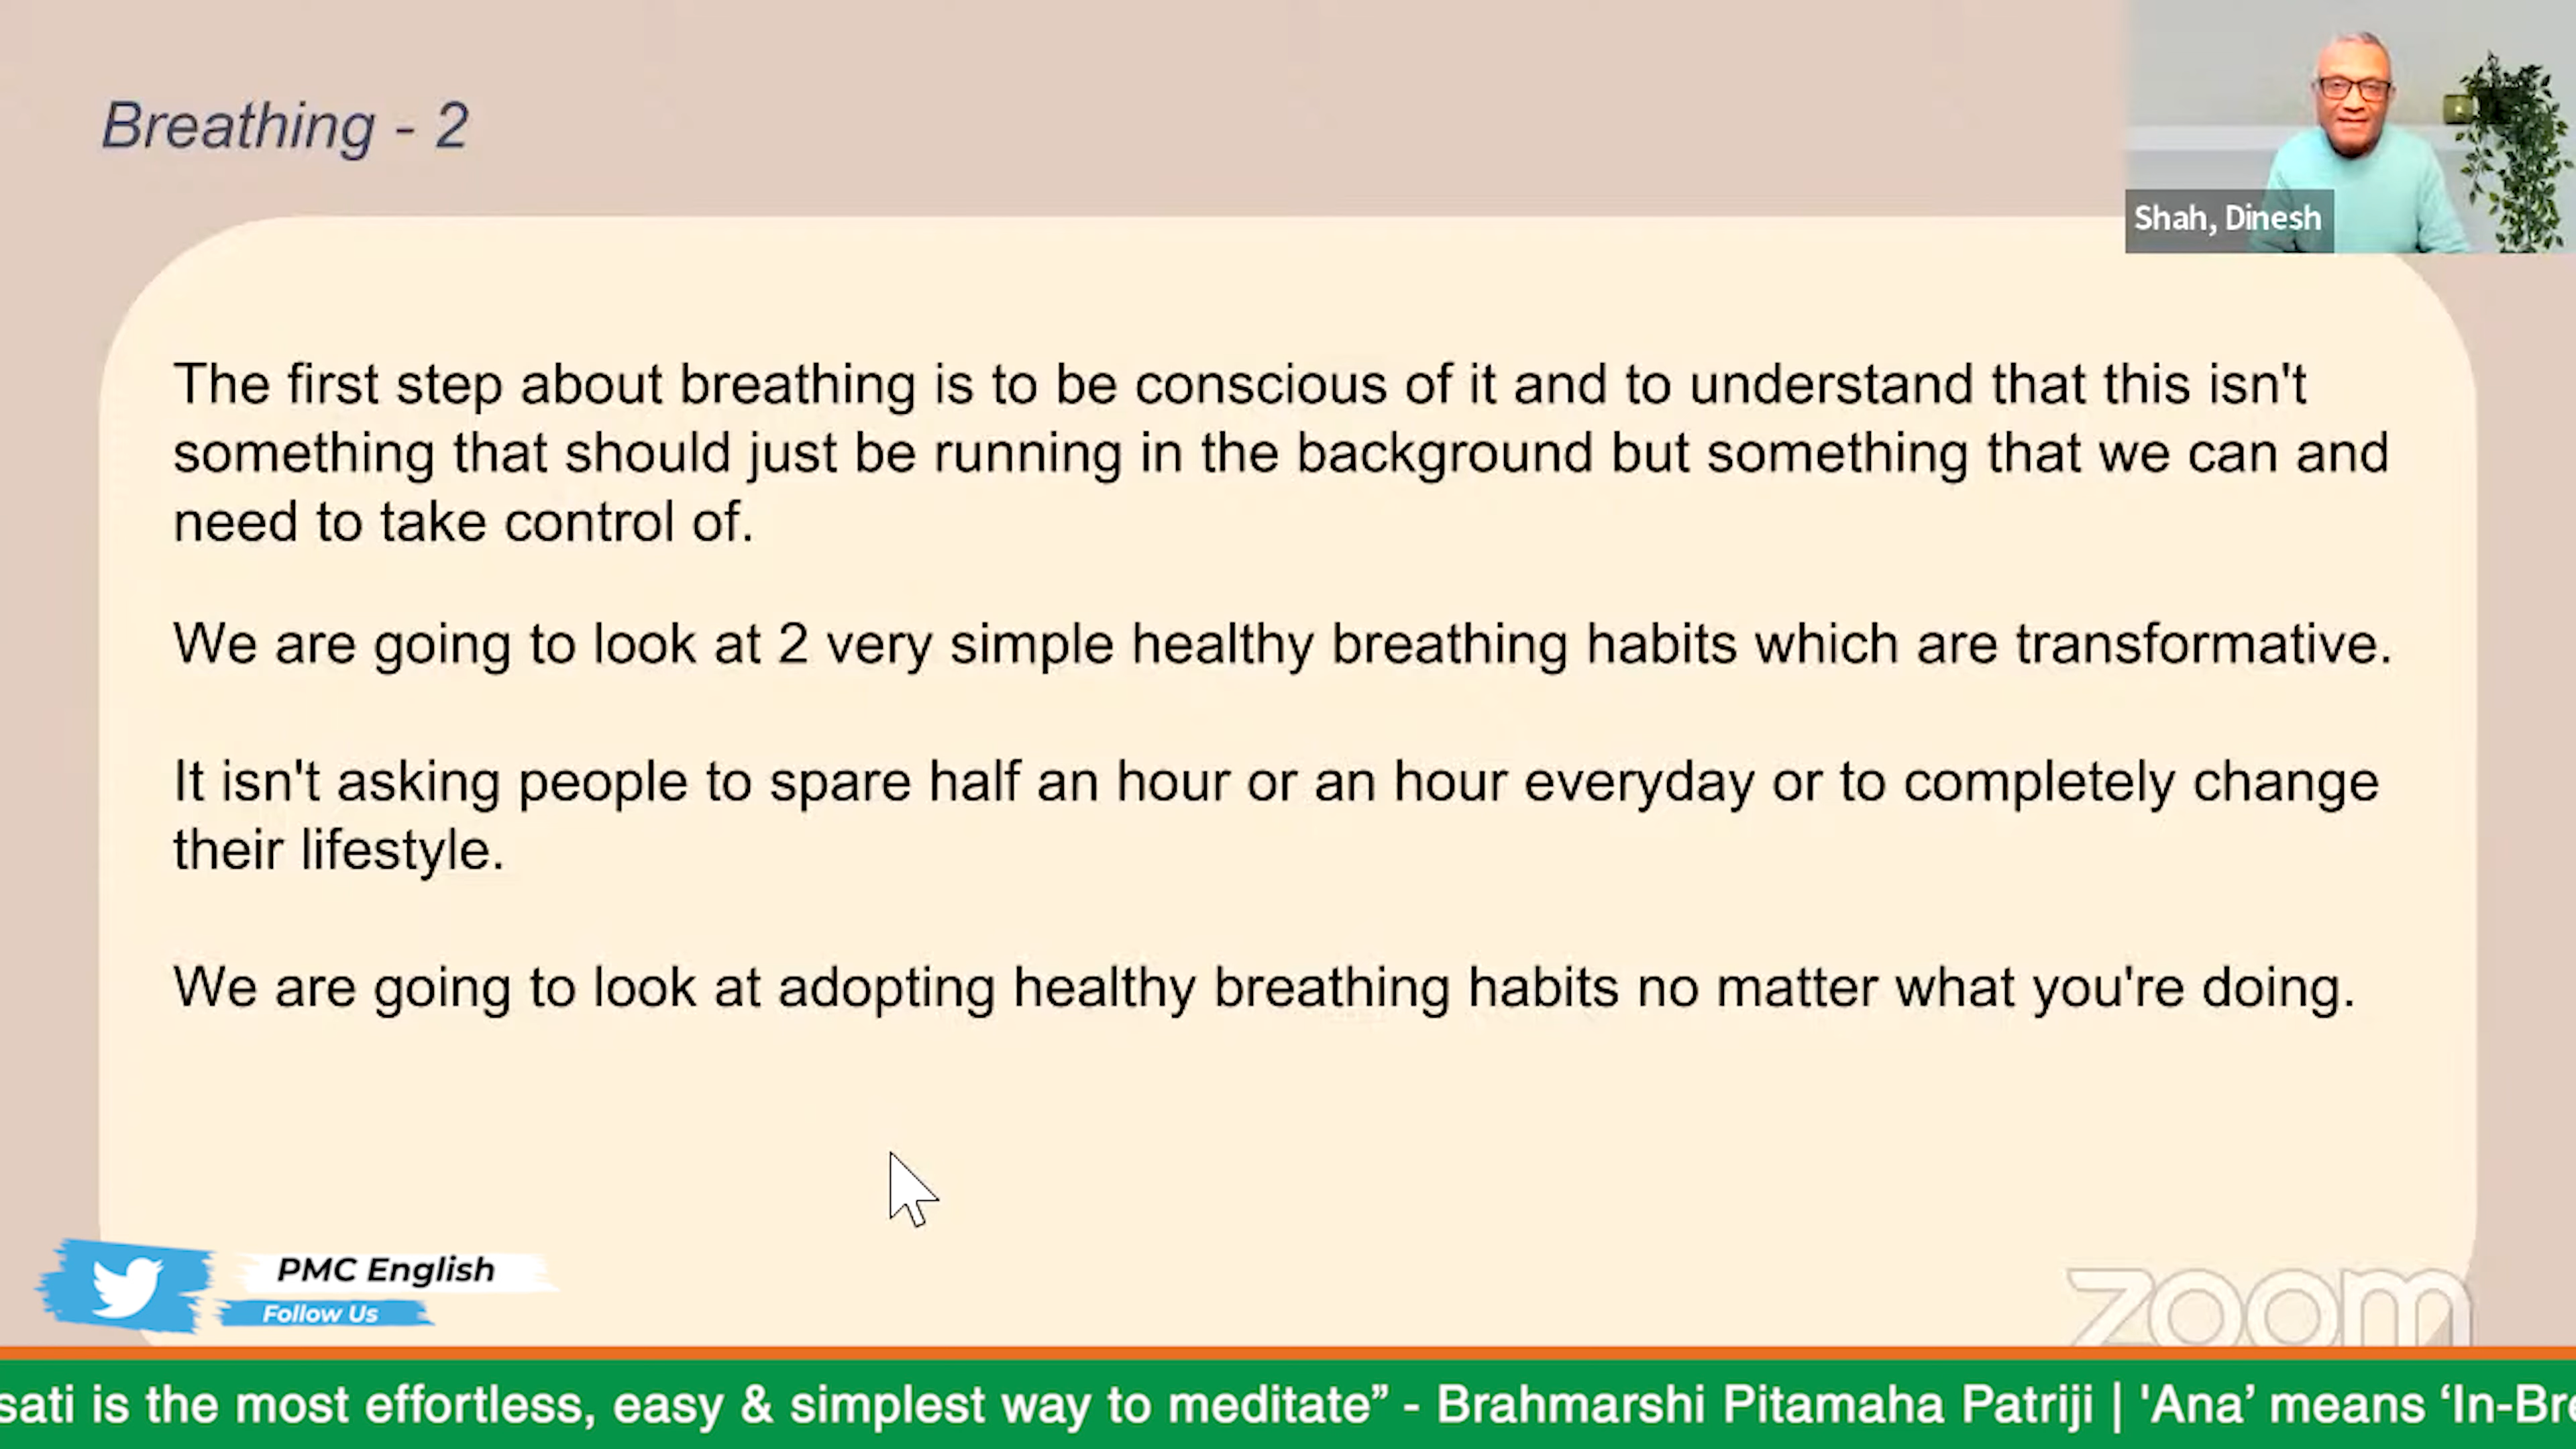 Breathing - 2
Shah, Dinesh
The first step about breathing is to be conscious of it and to understand that this isn't
something that should just be running in the background but something that we can and
need to take control of.
We are going to look at 2 very simple healthy breathing habits which are transformative.
It isn't asking people to spare half an hour or an hour everyday or to completely change
their lifestyle.
We are going to look at adopting healthy breathing habits no matter what you're doing.
PMC English
Follow Us
zoom
sati is the most effortless, easy & simplest way to meditate” - Brahmarshi Pitamaha Patriji | 'Ana’ means ‘In-Bre